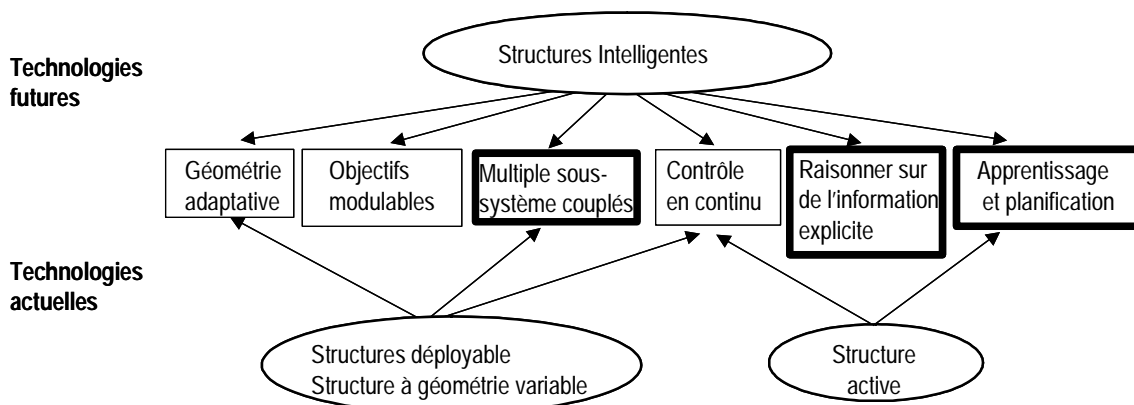 Structures Intelligentes
Technologies
futures
Géométrie
adaptative
Objectifs
modulables
Multiple sous-
système couplés
Contrôle
en continu
Raisonner sur
de l'information
explicite
Apprentissage
et planification
Technologies
actuelles
Structures déployable
Structure à géométrie variable
Structure
active